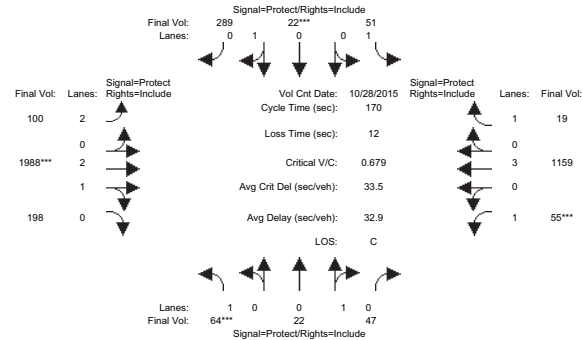 Signal=Protect/Rights=Include
Final Vol: 289 22*** 51
Lanes: 0 1 0 0 1
Signal=Protect Signal=Protect
Final Vol: Lanes: Rights=Include Vol Cnt Date: 10/28/2015 Rights=Include Lanes: Final Vol:
Cycle Time (sec): 170
100 2 1 19
Loss Time (sec): 12
0 0
1988*** 2 Critical V/C: 0.679 3 1159
1 Avg Crit Del (sec/veh): 33.5 0
198 0 Avg Delay (sec/veh): 32.9 1 55***
LOS: C
Lanes: 1 0 0 1 0
Final Vol: 64*** 22 47
Signal=Protect/Rights=Include